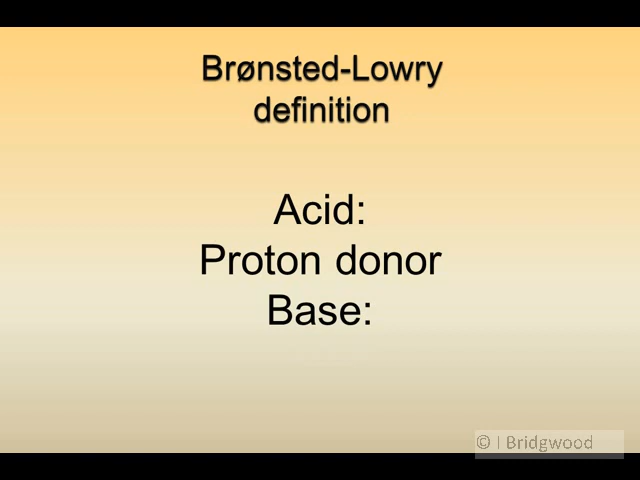 Brønsted-Lowry
definition
Acid:
Proton donor
Base:
© I Bridgwood